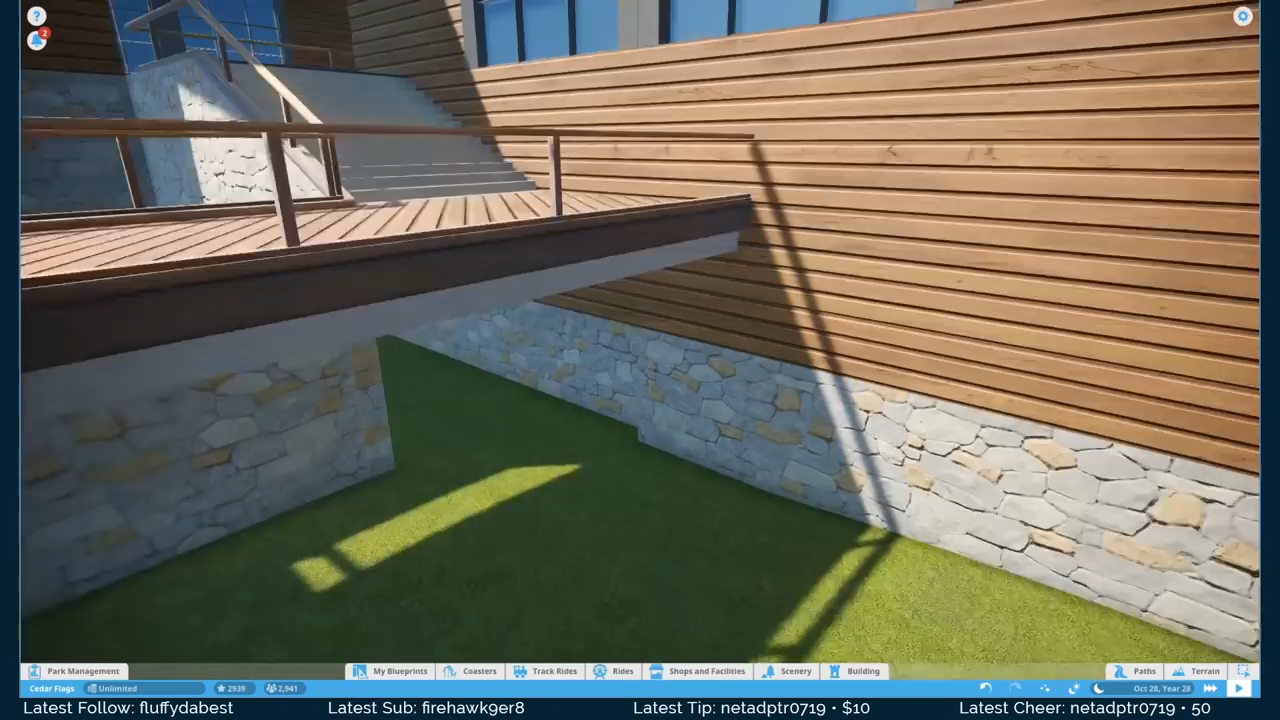 ?
2
Park Management
My Blueprints
Coasters
Track Rides
Rides
Shops and Facilities
Scenery
Building
Paths
Terrain
Cedar Flags
Unlimited
2939
2,941
Oct 28, Year 28
Latest Follow: fluffydabest
Latest Sub: firehawk9er8
Latest Tip: netadptr0719 • $10
Latest Cheer: netadptr0719 • 50